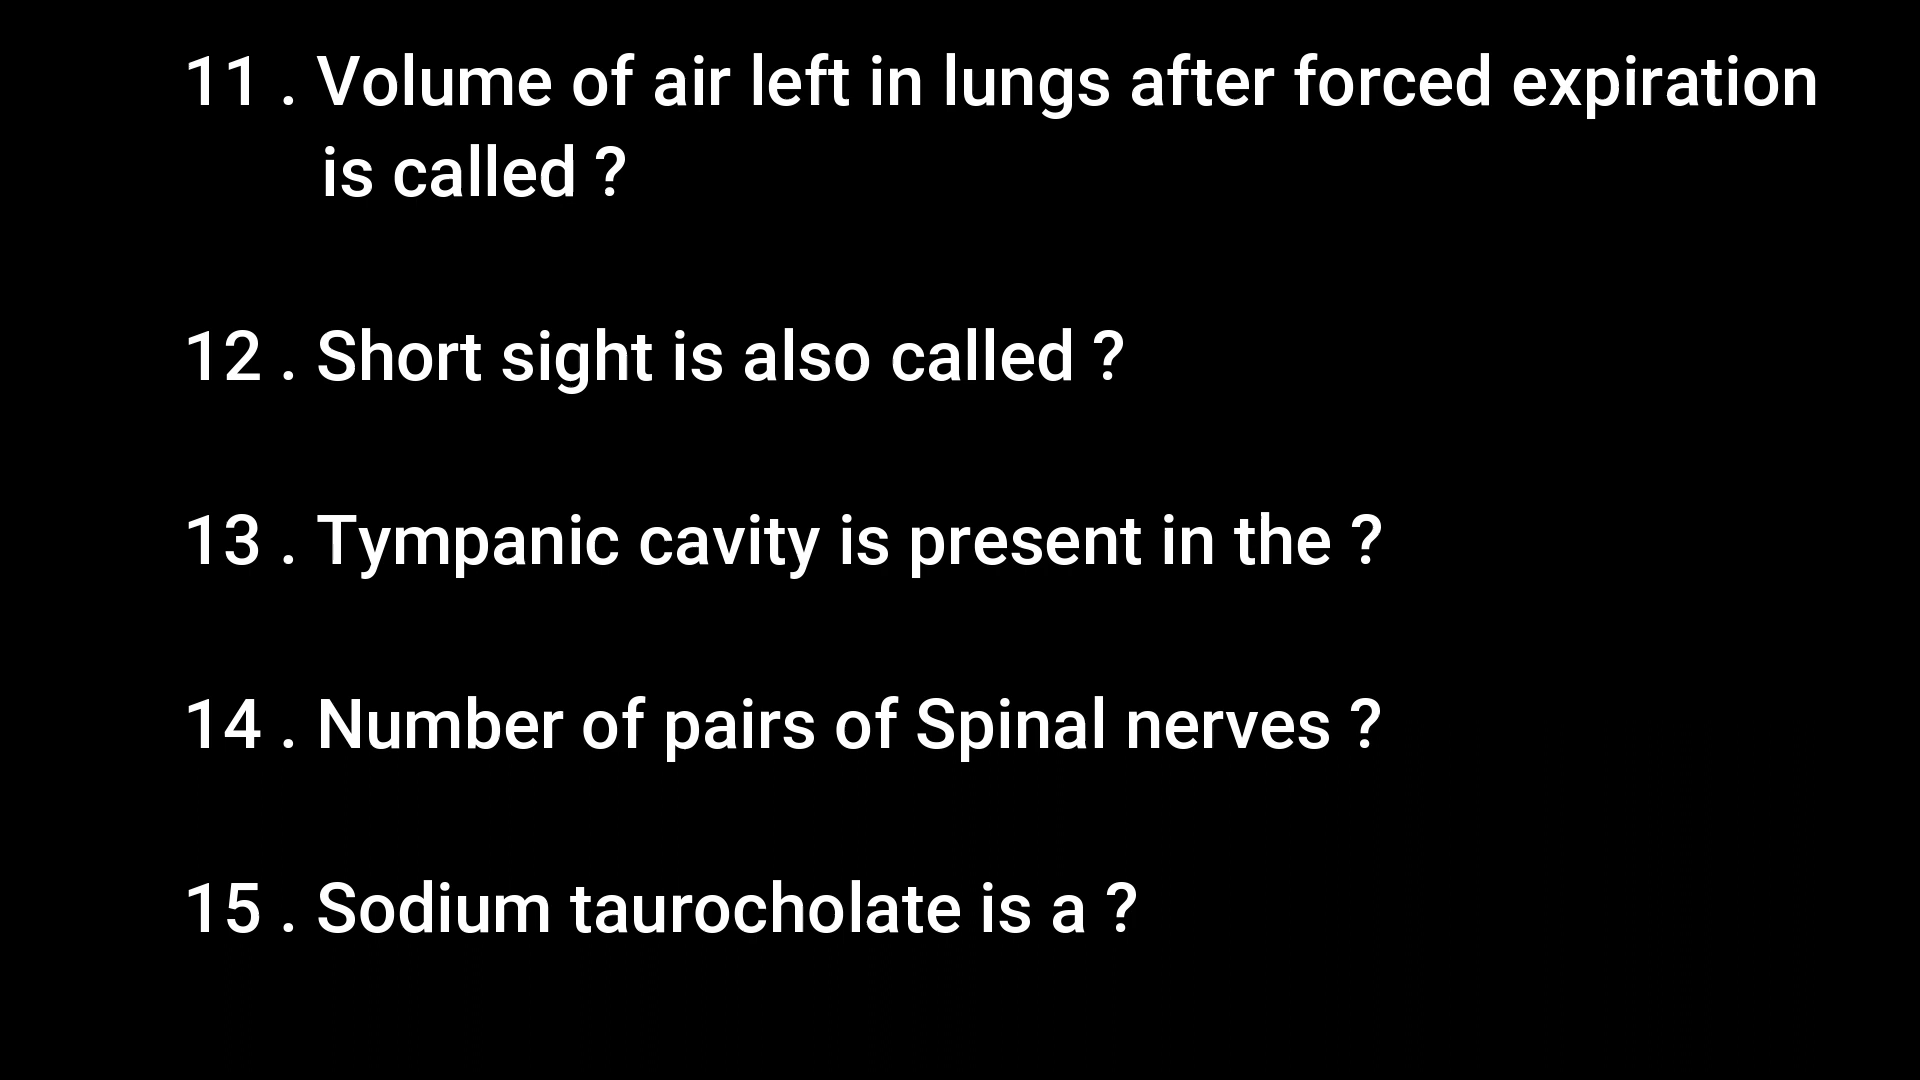 11 . Volume of air left in lungs after forced expiration
is called ?
12 . Short sight is also called ?
13 . Tympanic cavity is present in the ?
14 . Number of pairs of Spinal nerves ?
15 . Sodium taurocholate is a ?